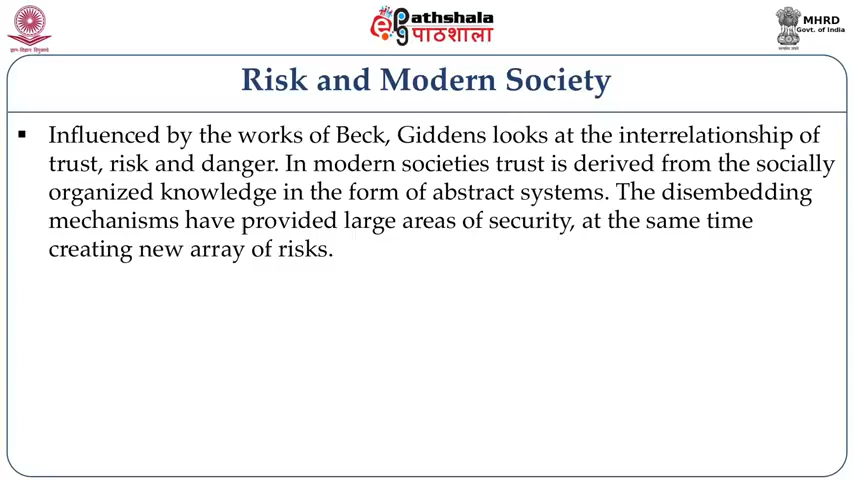 ePathshala
पाठशाला
MHRD
Govt. of India
Risk and Modern Society
▪ Influenced by the works of Beck, Giddens looks at the interrelationship of
trust, risk and danger. In modern societies trust is derived from the socially
organized knowledge in the form of abstract systems. The disembedding
mechanisms have provided large areas of security, at the same time
creating new array of risks.